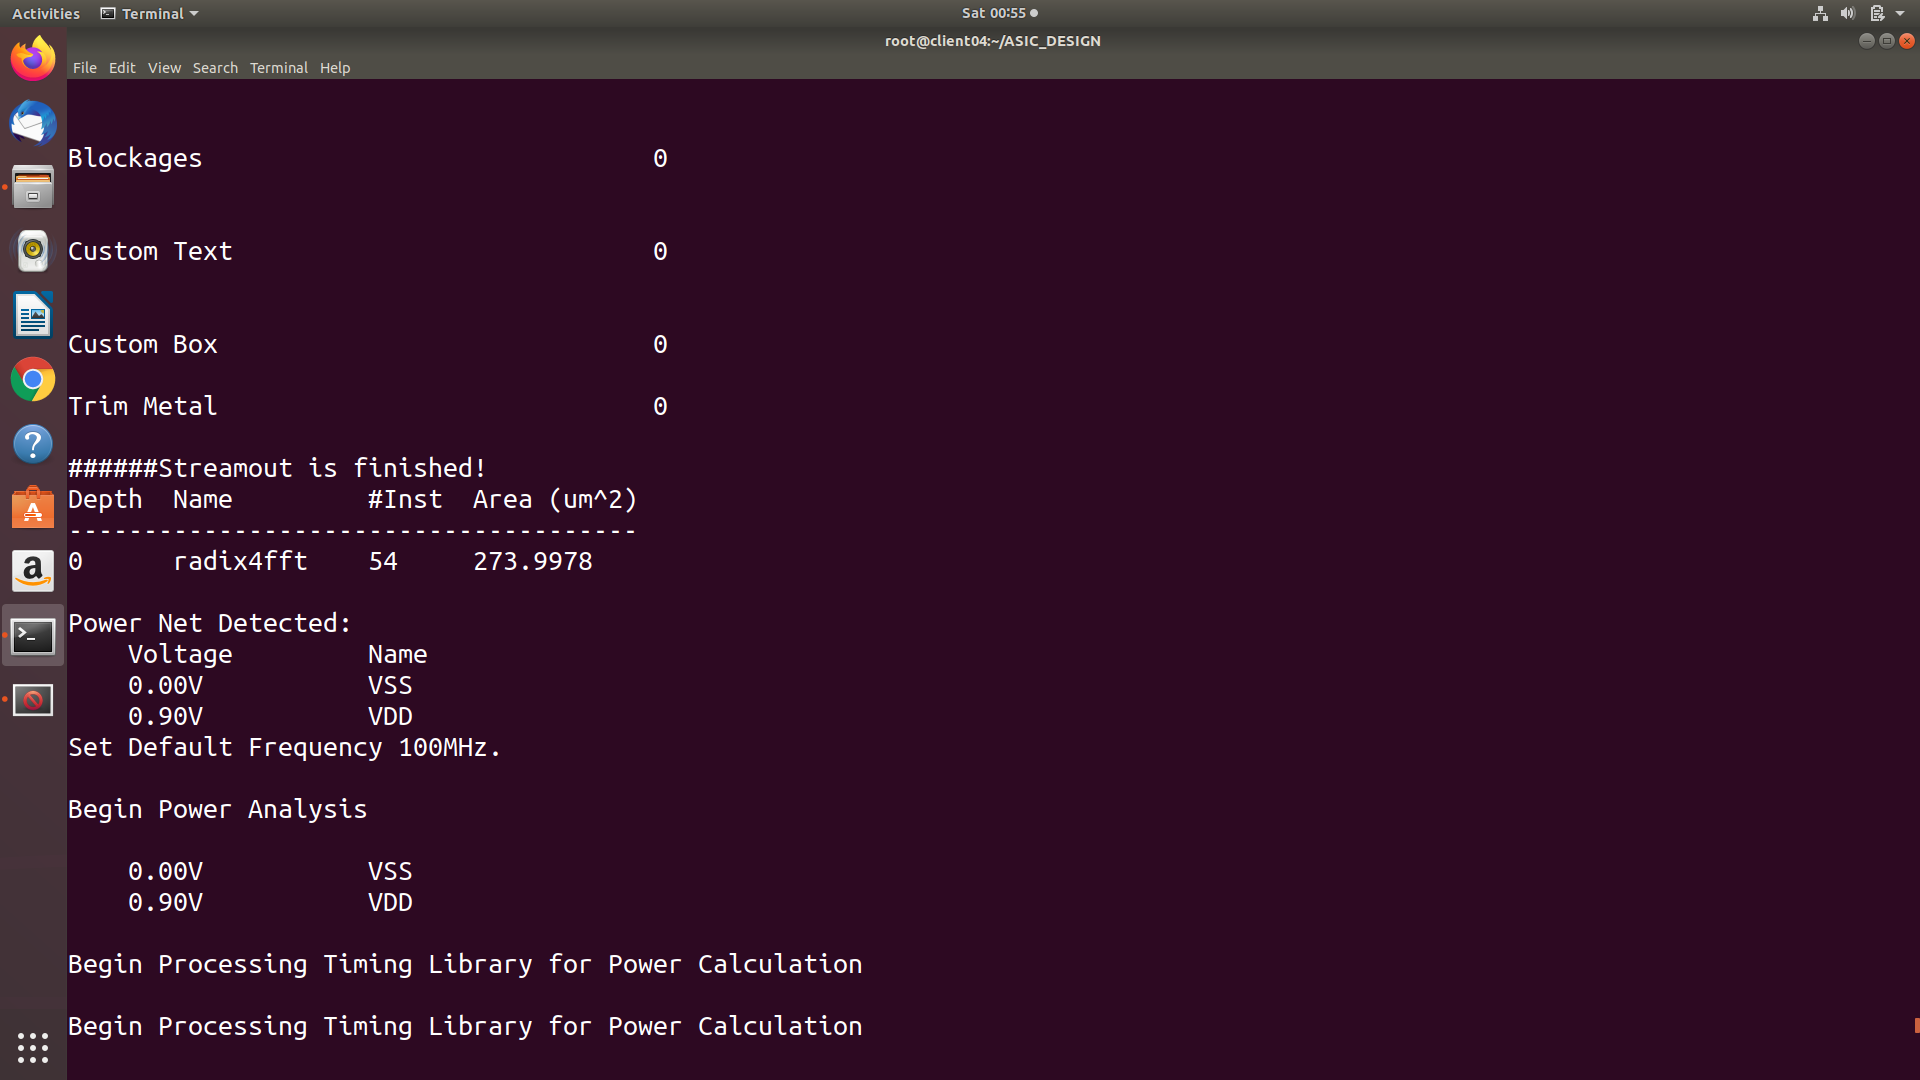 Activities Terminal Sat 00:55
root@client04:~/ASIC_DESIGN
File Edit View Search Terminal Help
Blockages 0
Custom Text 0
Custom Box 0
Trim Metal 0
######Streamout is finished!
Depth Name #Inst Area (um^2)
--------------------------------------
0 radix4fft 54 273.9978
Power Net Detected:
Voltage Name
0.00V VSS
0.90V VDD
Set Default Frequency 100MHz.
Begin Power Analysis
0.00V VSS
0.90V VDD
Begin Processing Timing Library for Power Calculation
Begin Processing Timing Library for Power Calculation